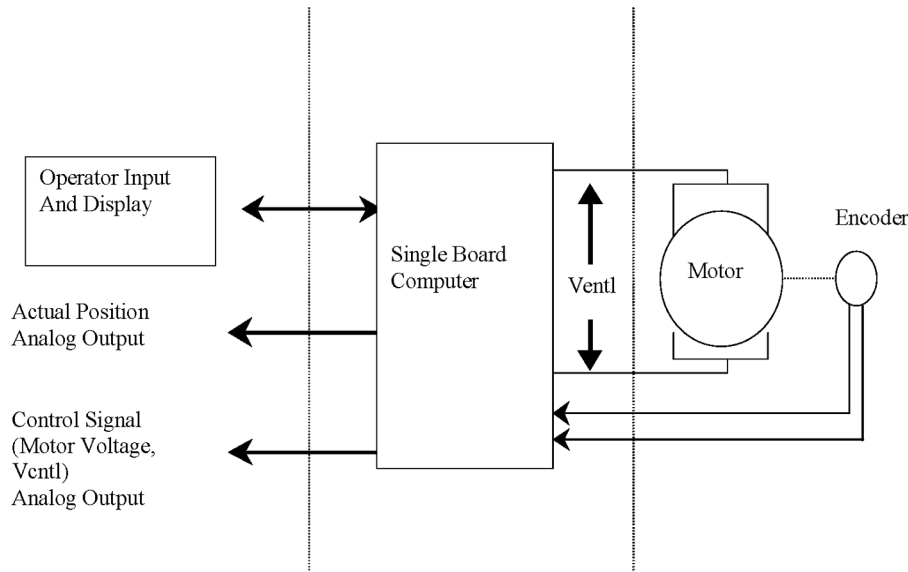 Operator Input
And Display
Single Board
Computer
Vcntl
Motor
Encoder
Actual Position
Analog Output
Control Signal
(Motor Voltage,
Vcntl)
Analog Output